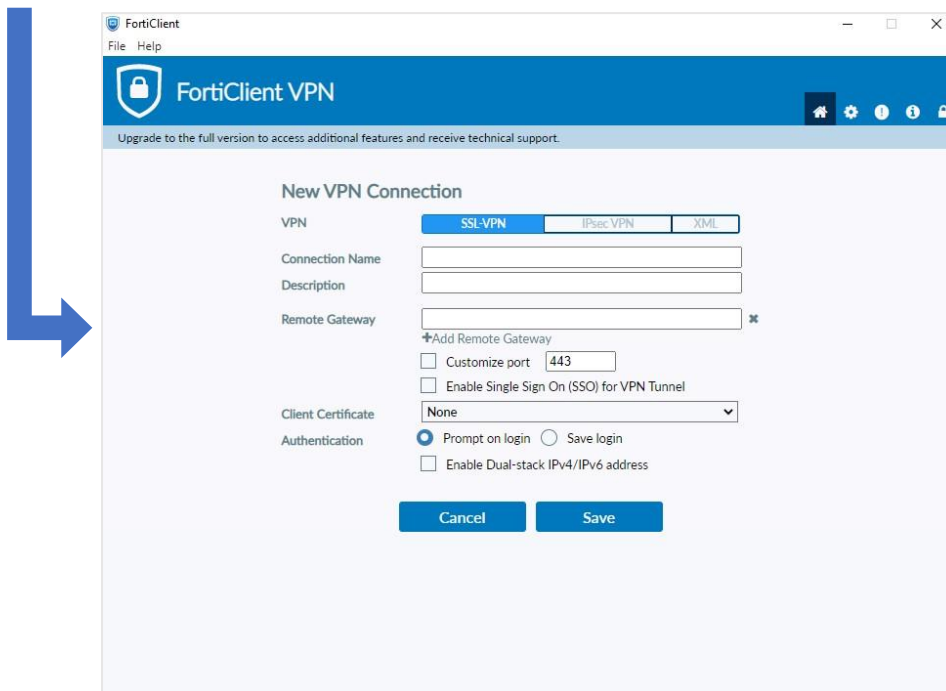 FortiClient
File Help
FortiClient VPN
Upgrade to the full version to access additional features and receive technical support.
New VPN Connection
VPN SSL-VPN IPsec VPN XML
Connection Name
Description
Remote Gateway
+Add Remote Gateway
Customize port 443
Enable Single Sign On (SSO) for VPN Tunnel
Client Certificate None
Authentication Prompt on login Save login
Enable Dual-stack IPv4/IPv6 address
Cancel Save